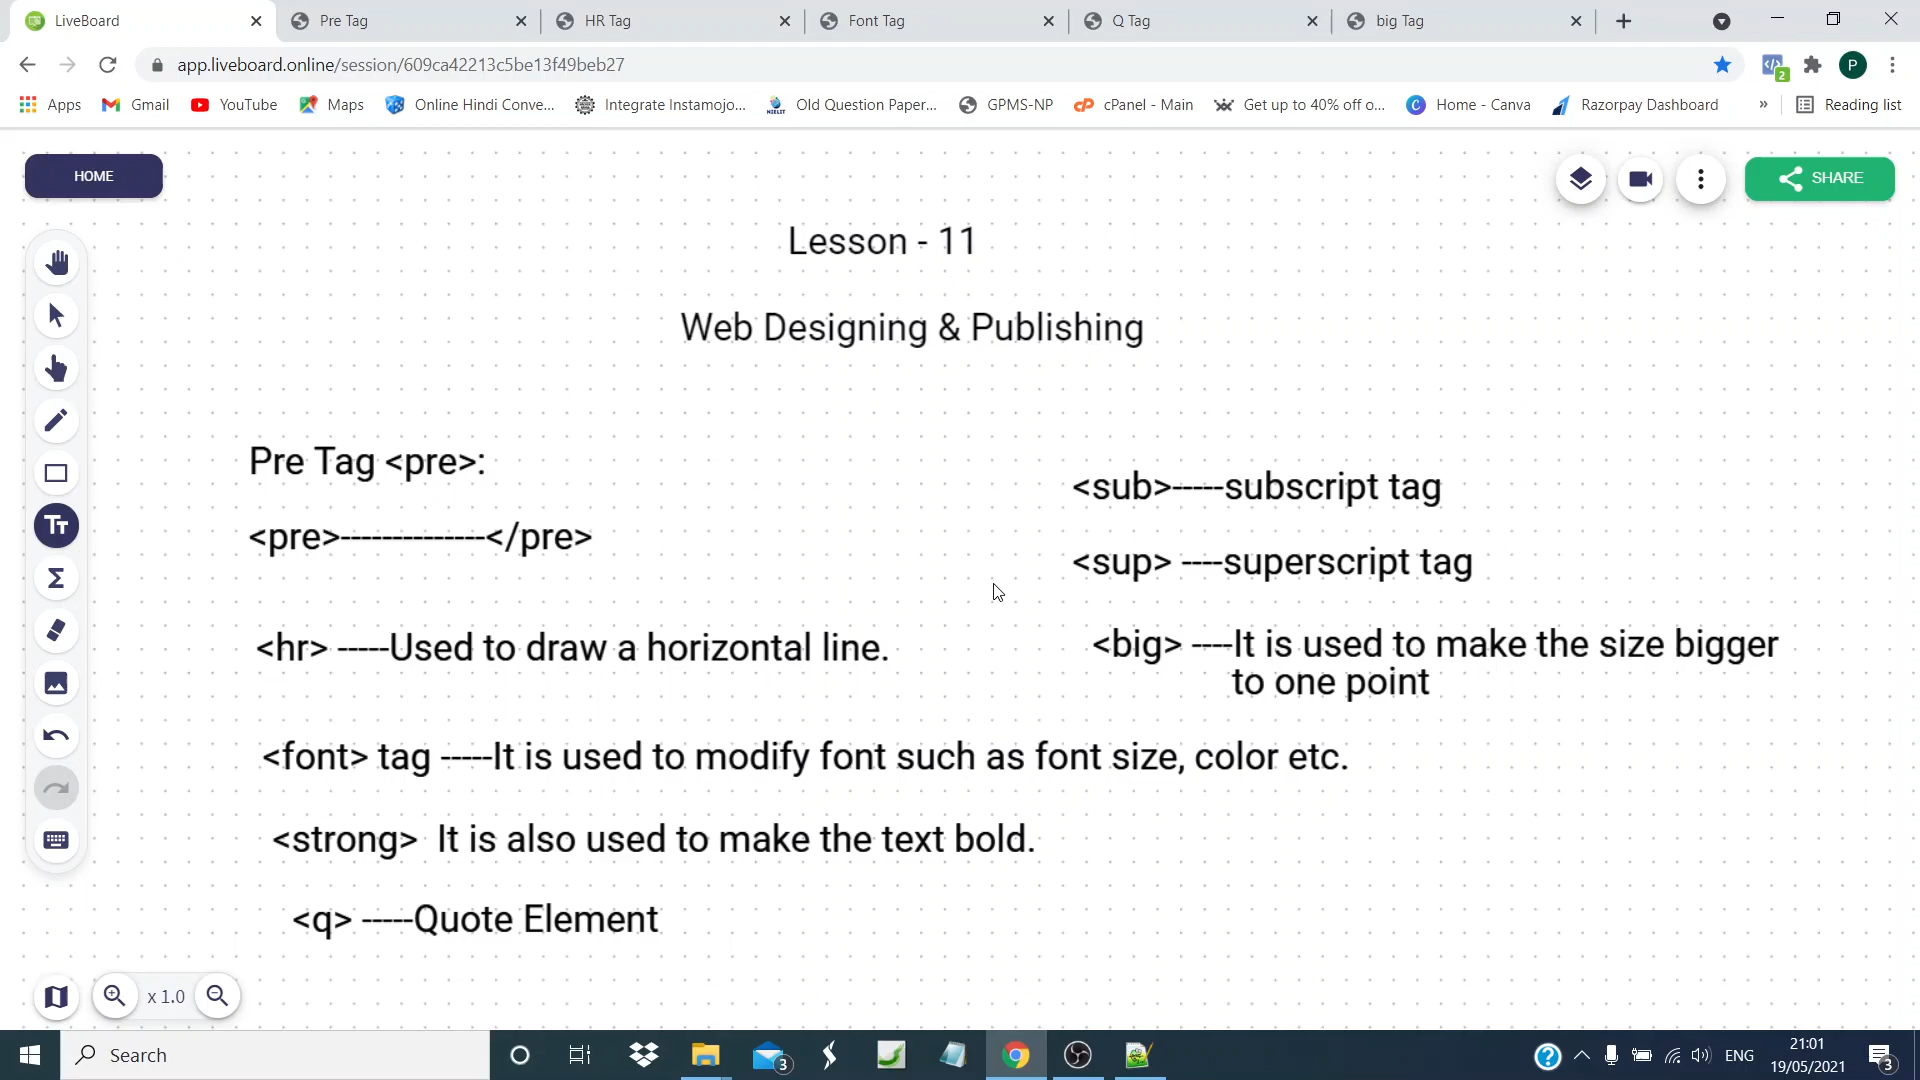 LiveBoard
Pre Tag
HR Tag
Font Tag
Q Tag
big Tag
app.liveboard.online/session/609ca42213c5be13f49beb27
2
P
Apps
Gmail
YouTube
Maps
Online Hindi Conve...
Integrate Instamojo...
Old Question Paper...
GPMS-NP
cPanel - Main
Get up to 40% off o...
Home - Canva
Razorpay Dashboard
»
Reading list
HOME
SHARE
Lesson - 11
Web Designing & Publishing
Pre Tag <pre>:
<pre>--------------</pre>
<hr> -----Used to draw a horizontal line.
<font> tag -----It is used to modify font such as font size, color etc.
<strong>  It is also used to make the text bold.
<q> -----Quote Element
<sub>-----subscript tag
<sup> ----superscript tag
<big> ----It is used to make the size bigger
to one point
Tт
Σ
x 1.0
Search
3
ENG
21:01
19/05/2021
3